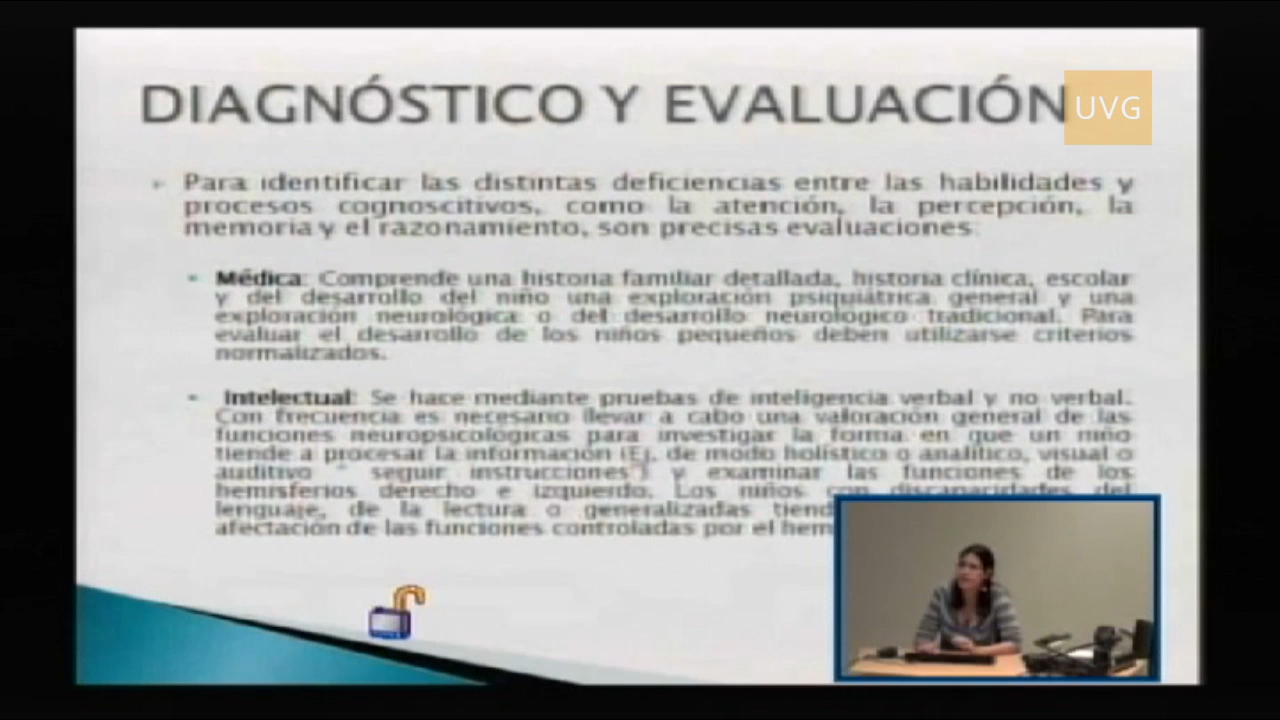 DIAGNÓSTICO Y EVALUACIÓN
UVG
Para identificar las distintas deficiencias entre las habilidades y
procesos cognoscitivos, como la atención, la percepción, la
memoria y el razonamiento, son precisas evaluaciones:
Médica: Comprende una historia familiar detallada, historia clínica, escolar
y del desarrollo del niño una exploración psiquiátrica general y una
exploración neurológica o del desarrollo neurológico tradicional. Para
evaluar el desarrollo de los niños pequeños deben utilizarse criterios
normalizados.
Intelectual: Se hace mediante pruebas de inteligencia verbal y no verbal.
Con frecuencia es necesario llevar a cabo una valoración general de las
funciones neuropsicológicas para investigar la forma en que un niño
tiende a procesar la información (Ej. de modo holístico o analítico, visual o
auditivo " seguir instrucciones") y examinar las funciones de los
hemisferios derecho e izquierdo. Los niños con discapacidades del
lenguaje, de la lectura o generalizadas
afectación de las funciones controladas por el